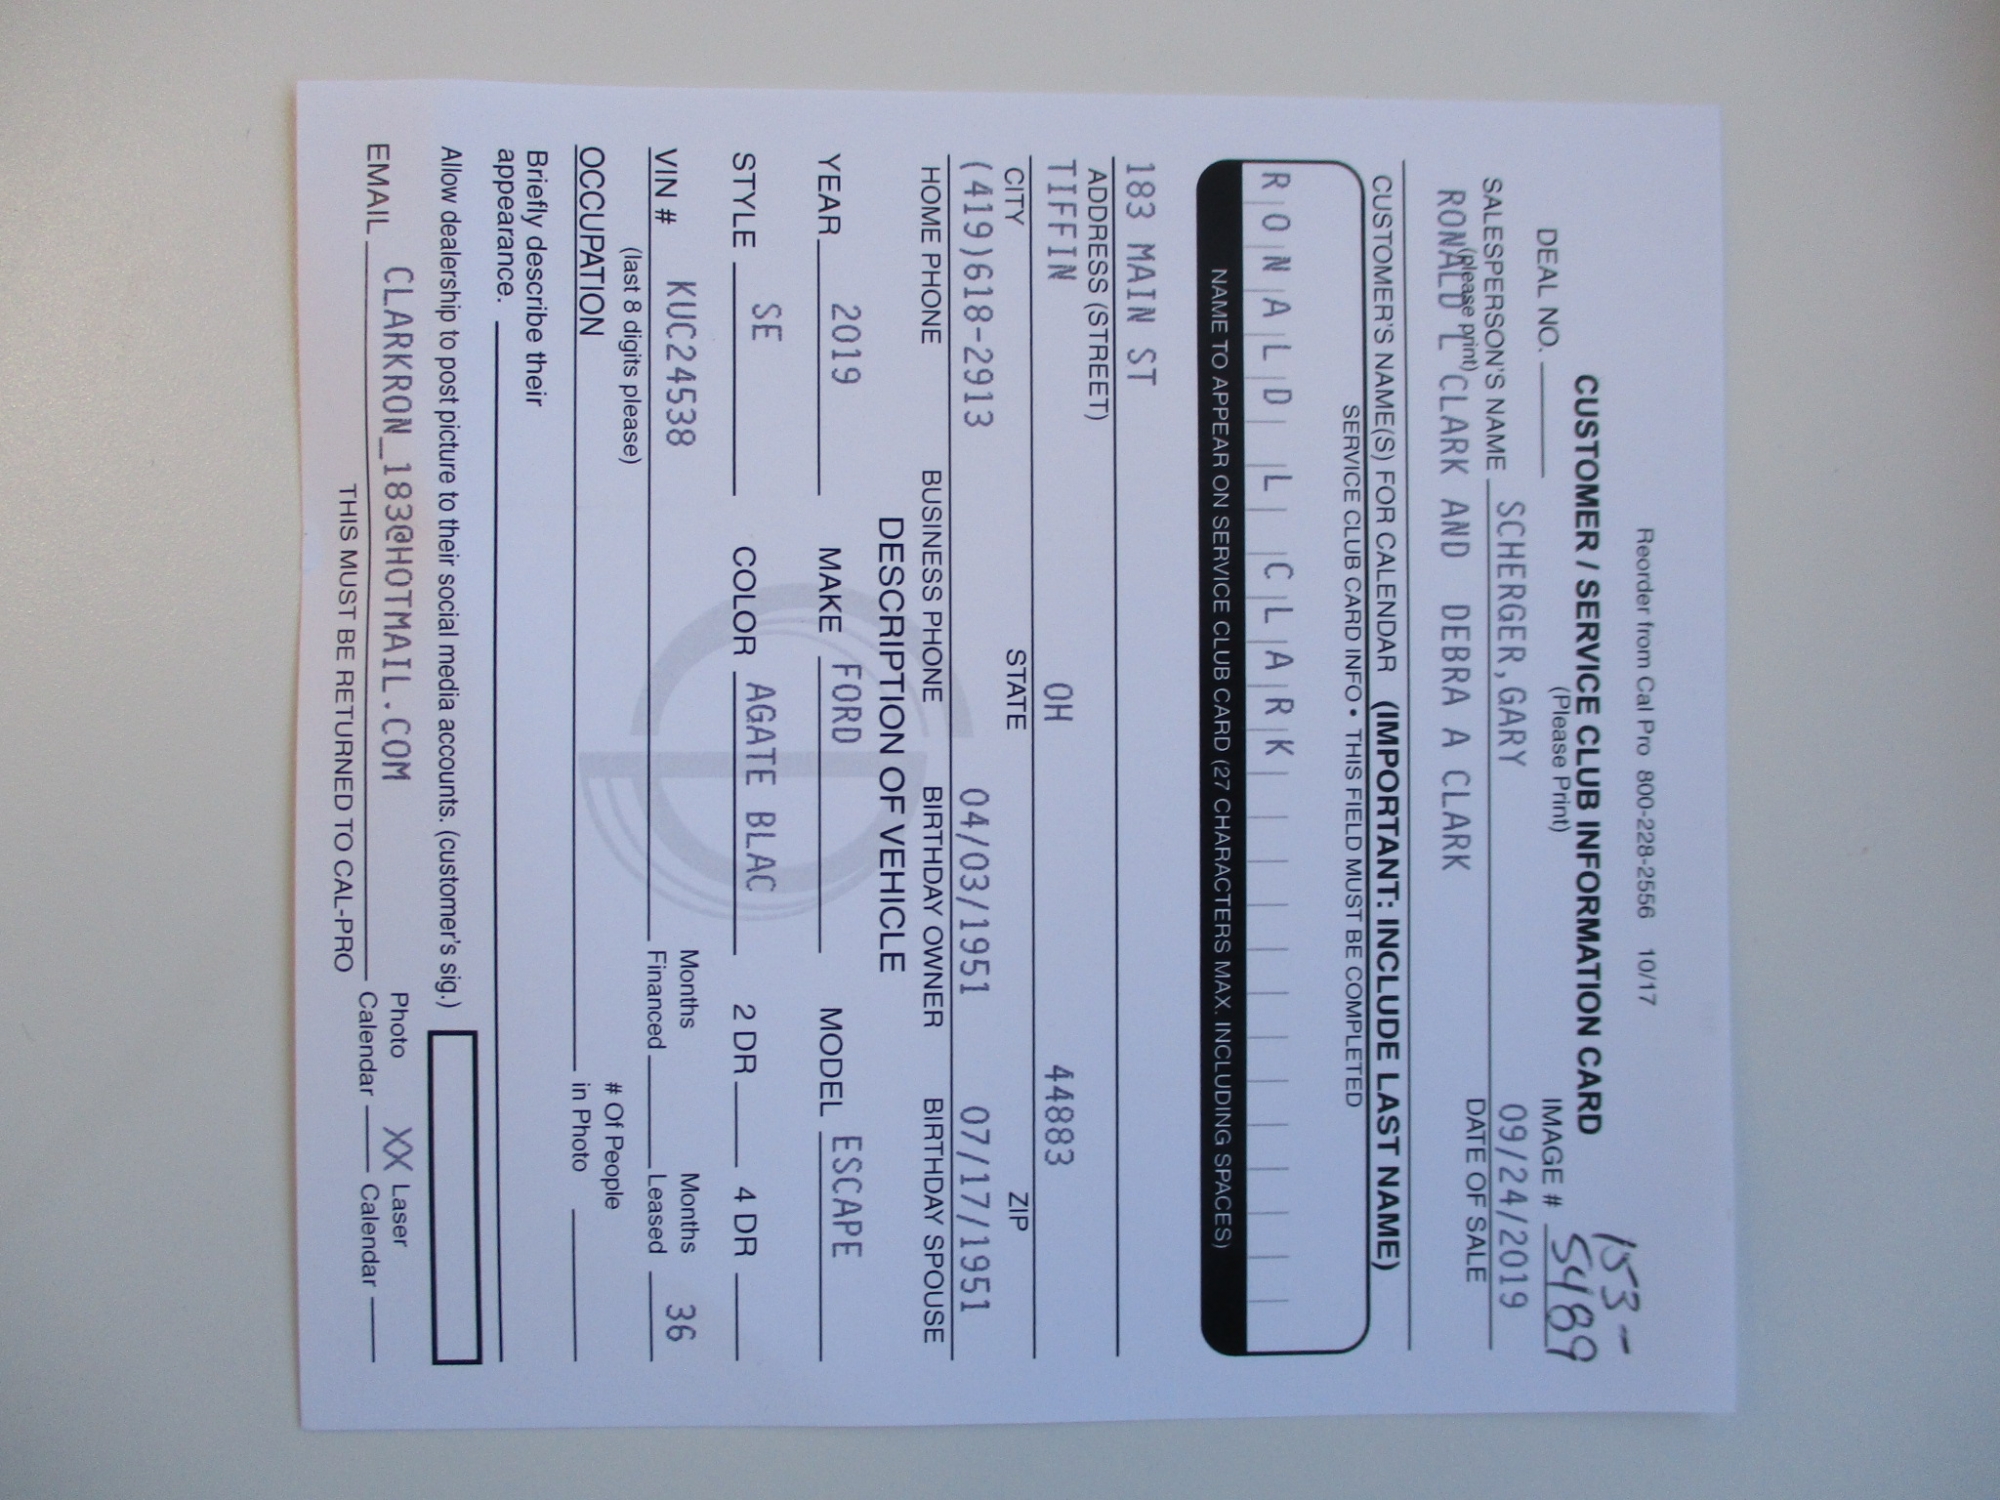 Reorder from Cal Pro 800-228-2556 10/17
CUSTOMER / SERVICE CLUB INFORMATION CARD
(Please Print)
153-
DEAL NO. IMAGE # 5489
SCHERGER,GARY 09/24/2019
SALESPERSON'S NAME DATE OF SALE
(please print)
RONALD L CLARK AND DEBRA A CLARK
CUSTOMER'S NAME(S) FOR CALENDAR (IMPORTANT: INCLUDE LAST NAME)
SERVICE CLUB CARD INFO • THIS FIELD MUST BE COMPLETED
RONALD L CLARK
NAME TO APPEAR ON SERVICE CLUB CARD (27 CHARACTERS MAX. INCLUDING SPACES)
183 MAIN ST
ADDRESS (STREET)
TIFFIN OH 44883
CITY STATE ZIP
(419)618-2913 04/03/1951 07/17/1951
HOME PHONE BUSINESS PHONE BIRTHDAY OWNER BIRTHDAY SPOUSE
DESCRIPTION OF VEHICLE
YEAR 2019 MAKE FORD MODEL ESCAPE
STYLE SE COLOR AGATE BLAC 2 DR 4 DR
VIN # KUC24538 Months Financed Months Leased 36
(last 8 digits please)
OCCUPATION # Of People in Photo
Briefly describe their
appearance.
Allow dealership to post picture to their social media accounts. (customer's sig.)
EMAIL CLARKRON_183@HOTMAIL.COM Photo Calendar XX Laser Calendar
THIS MUST BE RETURNED TO CAL-PRO